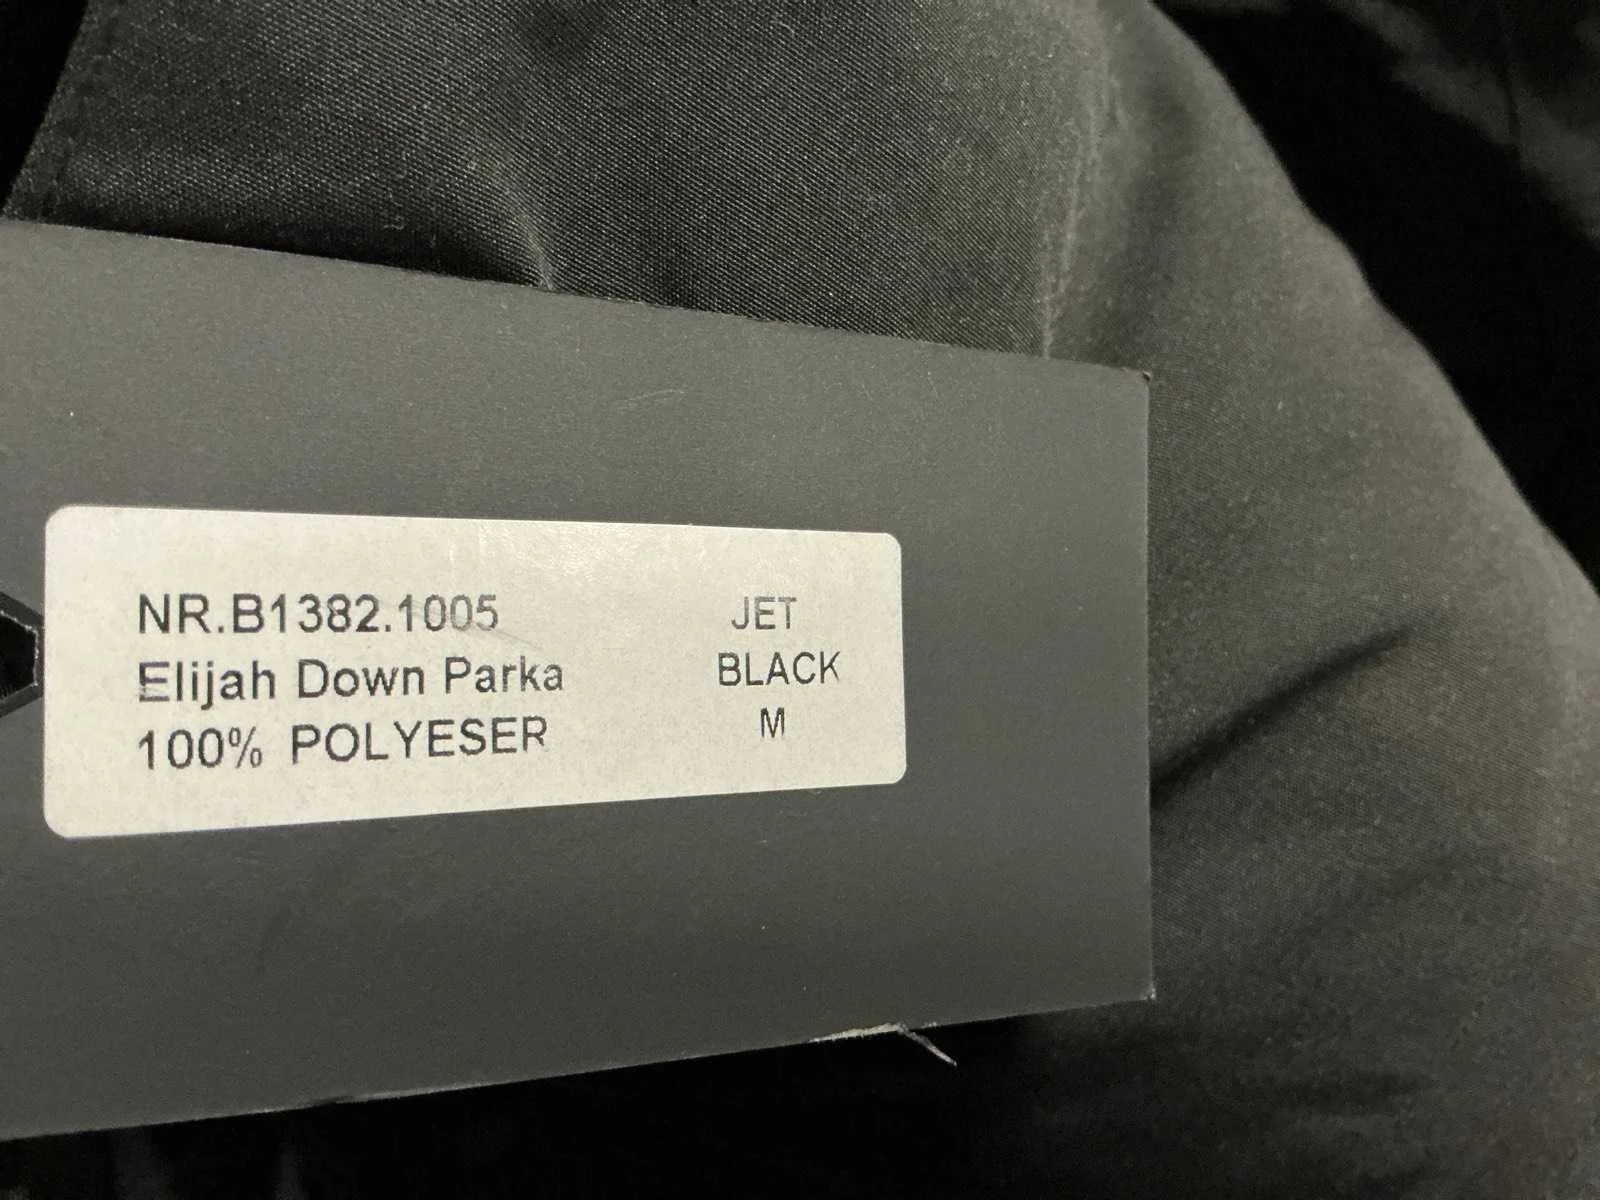 NR.B1382.1005
Elijah Down Parka
100% POLYESER
JET
BLACK
M